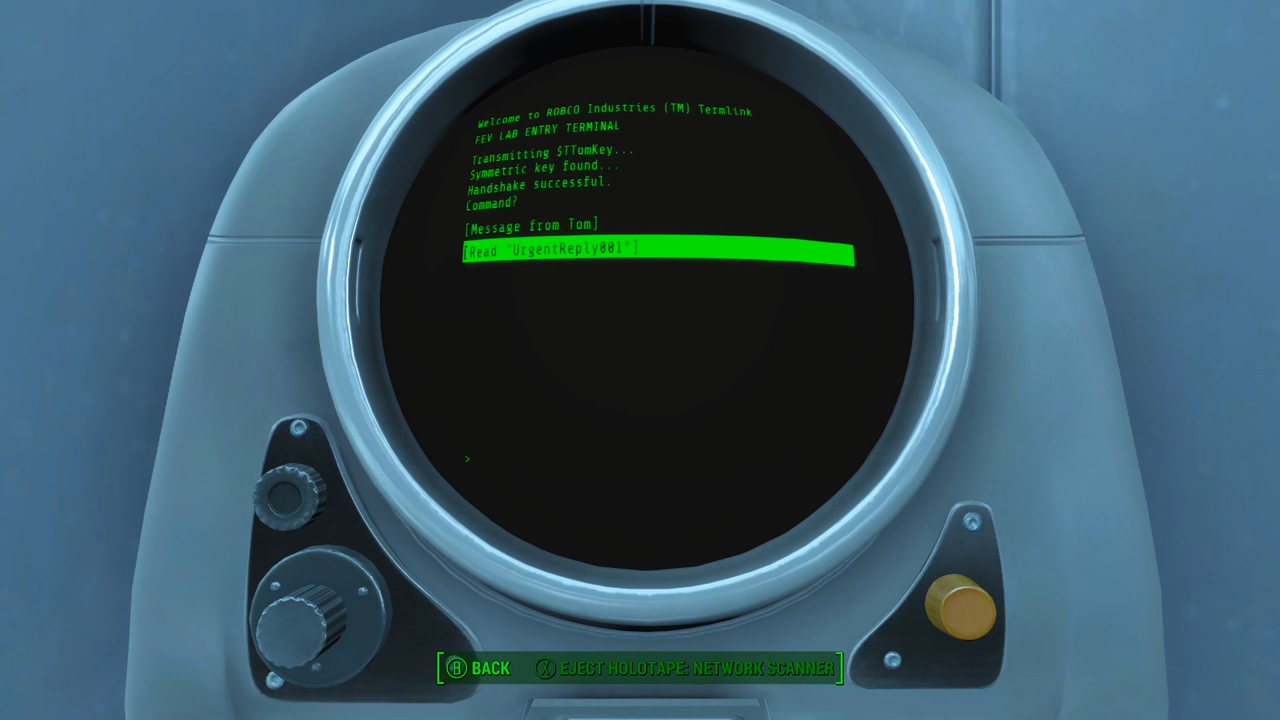 Welcome to ROBCO Industries (TM) Termlink
FEV LAB ENTRY TERMINAL
Transmitting $TTomKey...
Symmetric key found...
Handshake successful.
Command?
[Message from Tom]
[Read "UrgentReply001"]
>
[Ⓑ BACK Ⓧ EJECT HOLOTAPE: NETWORK SCANNER]